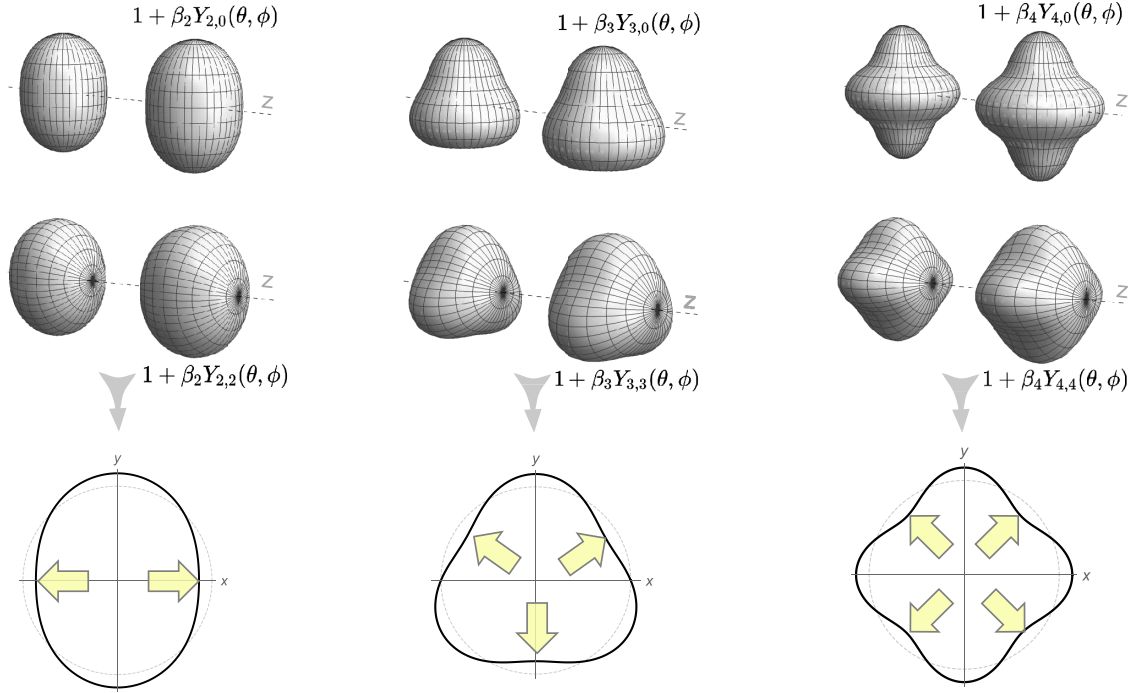 1 + β₂Y₂,₀(θ, ϕ)
z
1 + β₃Y₃,₀(θ, ϕ)
z
1 + β₄Y₄,₀(θ, ϕ)
z
z
1 + β₂Y₂,₂(θ, ϕ)
z
1 + β₃Y₃,₃(θ, ϕ)
z
1 + β₄Y₄,₄(θ, ϕ)
y
x
y
x
y
x